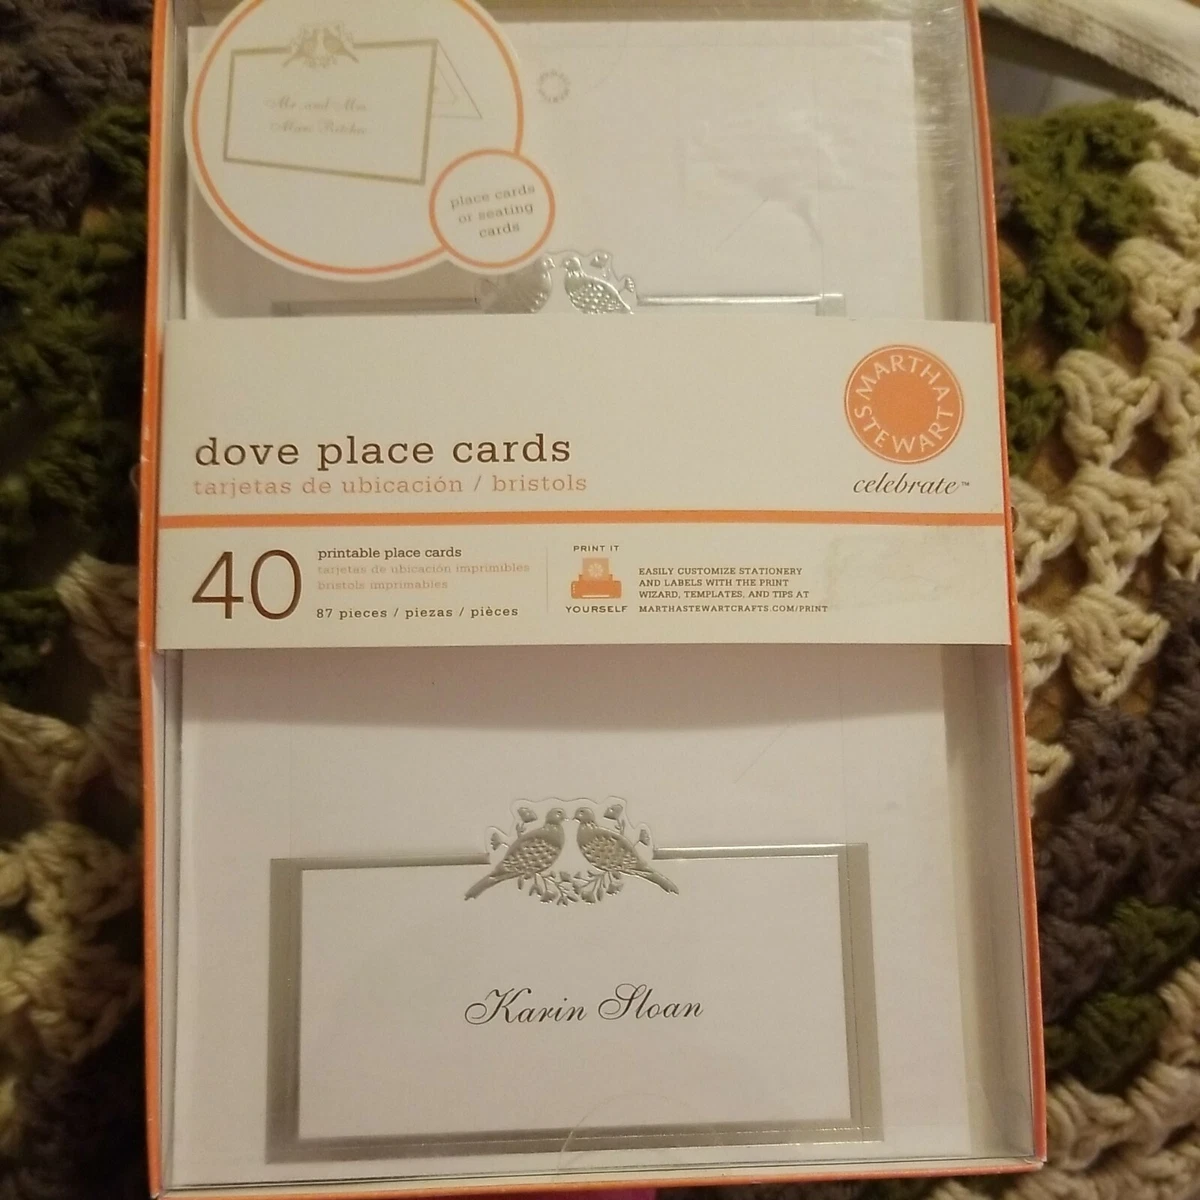 Mr. and Mrs.
place cards
or seating
cards
MARTHA
STEWART
celebrate™
dove place cards
tarjetas de ubicación / bristols
40
printable place cards
tarjetas de ubicación imprimibles
bristols imprimables
87 pieces / piezas / pièces
PRINT IT
YOURSELF
EASILY CUSTOMIZE STATIONERY
AND LABELS WITH THE PRINT
WIZARD, TEMPLATES, AND TIPS AT
MARTHASTEWARTCRAFTS.COM/PRINT
Karin Sloan